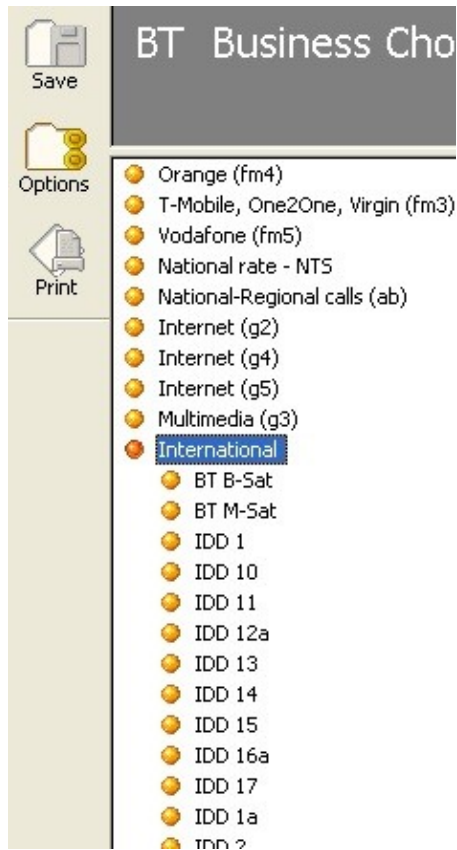 Save
Options
Print
BT Business Cho
Orange (fm4)
T-Mobile, One2One, Virgin (fm3)
Vodafone (fm5)
National rate - NTS
National-Regional calls (ab)
Internet (g2)
Internet (g4)
Internet (g5)
Multimedia (g3)
International
BT B-Sat
BT M-Sat
IDD 1
IDD 10
IDD 11
IDD 12a
IDD 13
IDD 14
IDD 15
IDD 16a
IDD 17
IDD 1a
IDD 2